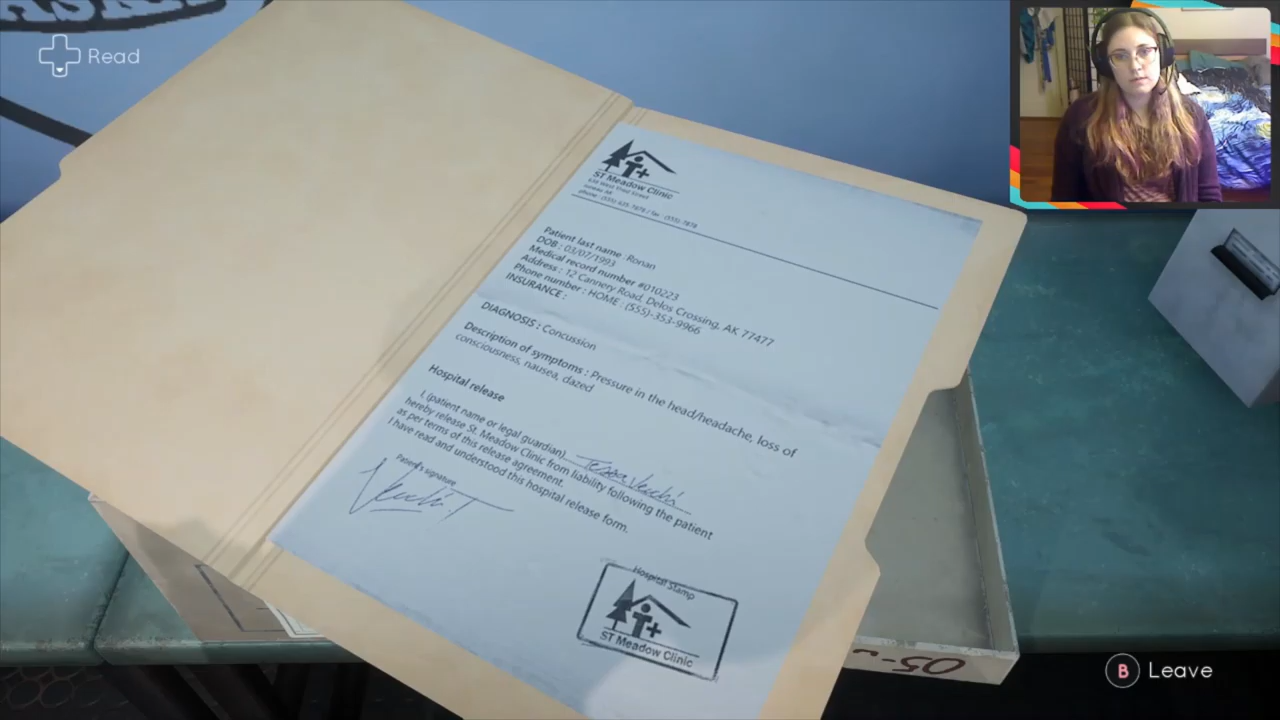 Read
ST Meadow Clinic
Patient last name Ronan
DOB : 03/07/1993
Medical record number #010223
Address : 12 Cannery Road, Delos Crossing, AK 77477
Phone number : HOME : (555)-353-9966
INSURANCE :
DIAGNOSIS : Concussion
Description of symptoms : Pressure in the head/headache, loss of
consciousness, nausea, dazed
Hospital release
I, (patient name or legal guardian) Tessa Vecchi
hereby release St. Meadow Clinic from liability following the patient
as per terms of this release agreement.
I have read and understood this hospital release form.
Patient's signature
Vecchi.T
Hospital Stamp
ST Meadow Clinic
B Leave